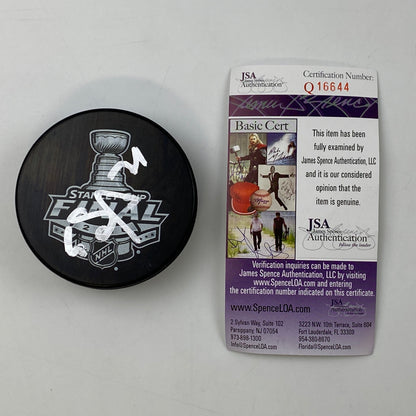 STANLEY CUP
FINAL
NHL
JSA
James Spence
Authentication
Certification Number:
Q16644
Basic Cert
This item has been
fully examined by
James Spence Authentication, LLC
and it is our considered
opinion that the
item is genuine.
JSA
James Spence
Authentication
Verification inquiries can be made to
James Spence Authentication, LLC by visiting
www.SpenceLOA.com and entering
the certification number indicated on this certificate.
www.SpenceLOA.com
2 Sylvan Way, Suite 102
Parsippany, NJ 07054
973-898-1300
Florham@SpenceLOA.com
5223 N.W. 10th Terrace, Suite 804
Fort Lauderdale, FL 33309
954-380-8670
Florida@SpenceLOA.com
JSA
Authentication